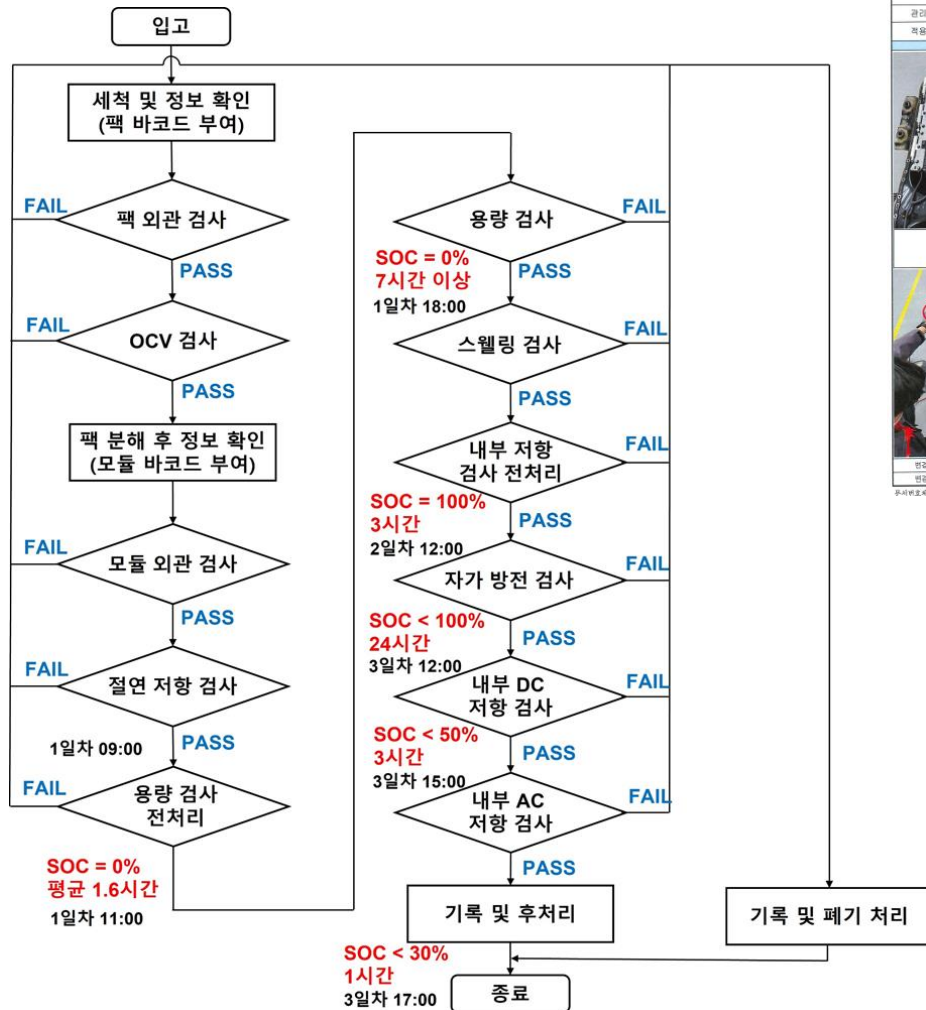 입고
세척 및 정보 확인
(팩 바코드 부여)
FAIL
팩 외관 검사
PASS
FAIL
OCV 검사
PASS
팩 분해 후 정보 확인
(모듈 바코드 부여)
FAIL
모듈 외관 검사
PASS
FAIL
절연 저항 검사
1일차 09:00
PASS
FAIL
용량 검사
전처리
SOC = 0%
평균 1.6시간
1일차 11:00
용량 검사
FAIL
SOC = 0%
7시간 이상
1일차 18:00
PASS
스웰링 검사
FAIL
PASS
내부 저항
검사 전처리
FAIL
SOC = 100%
3시간
2일차 12:00
PASS
자가 방전 검사
FAIL
SOC < 100%
24시간
3일차 12:00
PASS
내부 DC
저항 검사
FAIL
SOC < 50%
3시간
3일차 15:00
PASS
내부 AC
저항 검사
FAIL
PASS
기록 및 후처리
기록 및 폐기 처리
SOC < 30%
1시간
3일차 17:00
종료
관리
적용